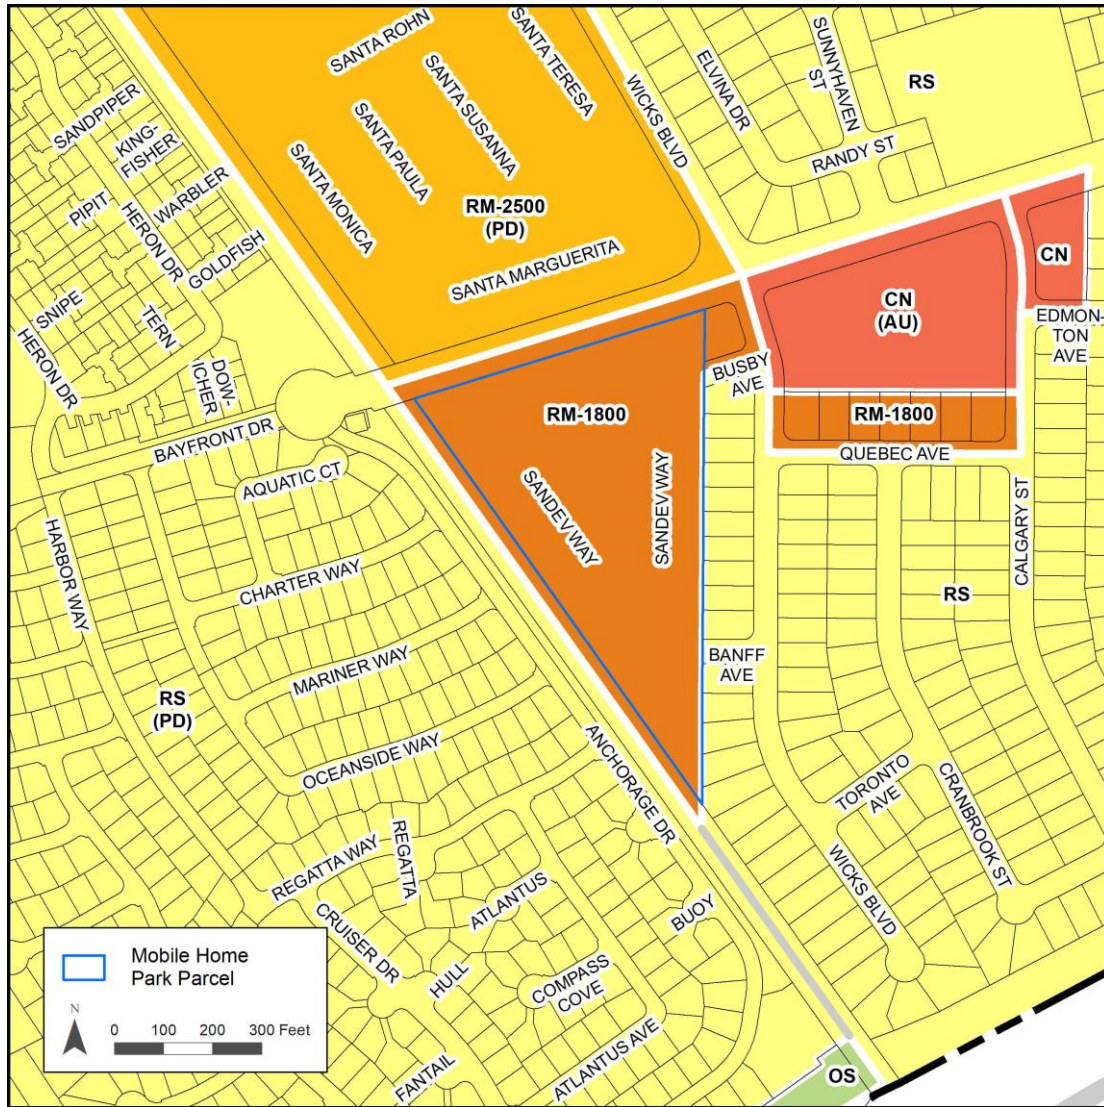 SANTA ROHN
SANTA TERESA
SANTA SUSANNA
SANTA PAULA
SANTA MONICA
RM-2500
(PD)
SANTA MARGUERITA
WICKS BLVD
ELVINA DR
SUNNYHAVEN
ST
RS
RANDY ST
SANDPIPER
KING-
FISHER
WARBLER
PIPIT
HERON DR
GOLDFISH
SNIPE
TERN
HERON DR
DOW-
ICHER
BAYFRONT DR
AQUATIC CT
CN
(AU)
CN
EDMON-
TON
AVE
BUSBY
AVE
RM-1800
RM-1800
QUEBEC AVE
SANDEV WAY
SANDEV WAY
CALGARY ST
HARBOR WAY
CHARTER WAY
MARINER WAY
RS
(PD)
OCEANSIDE WAY
RS
BANFF
AVE
ANCHORAGE DR
TORONTO
AVE
CRANBROOK ST
WICKS BLVD
REGATTA WAY
REGATTA
ATLANTUS
BUOY
CRUISER DR
HULL
COMPASS
COVE
FANTAIL
ATLANTUS AVE
OS
Mobile Home
Park Parcel
N
0 100 200 300 Feet